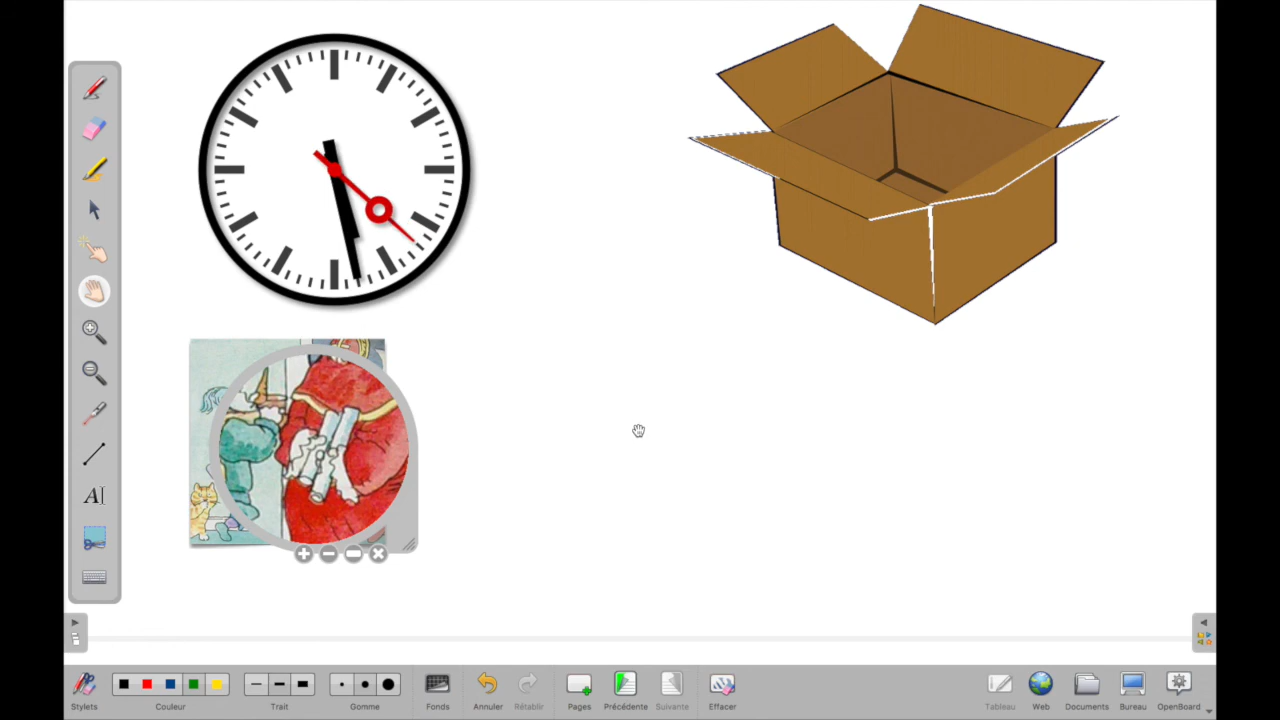 A
Stylets
Couleur
Trait
Gomme
Fonds
Annuler
Rétablir
Pages
Précédente
Suivante
Effacer
Tableau
Web
Documents
Bureau
OpenBoard